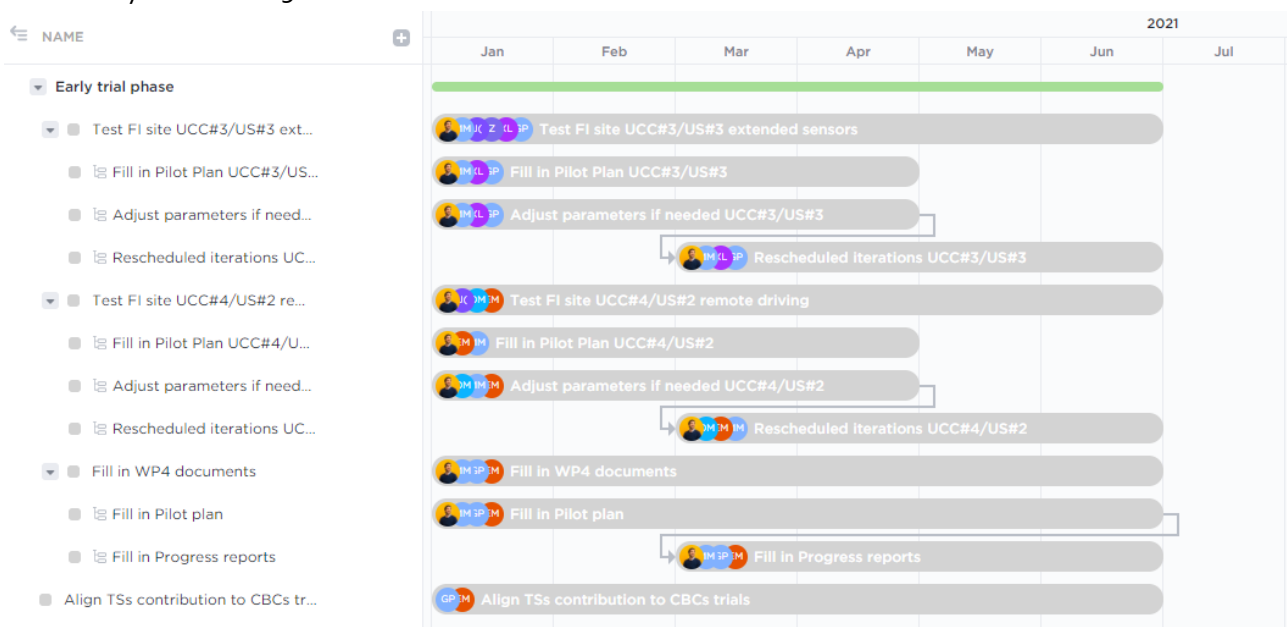 2021
NAME
Jan Feb Mar Apr May Jun Jul
Early trial phase
Test FI site UCC#3/US#3 ext... Test FI site UCC#3/US#3 extended sensors
Fill in Pilot Plan UCC#3/US... Fill in Pilot Plan UCC#3/US#3
Adjust parameters if need... Adjust parameters if needed UCC#3/US#3
Rescheduled iterations UC... Rescheduled iterations UCC#3/US#3
Test FI site UCC#4/US#2 re... Test FI site UCC#4/US#2 remote driving
Fill in Pilot Plan UCC#4/U... Fill in Pilot Plan UCC#4/US#2
Adjust parameters if need... Adjust parameters if needed UCC#4/US#2
Rescheduled iterations UC... Rescheduled iterations UCC#4/US#2
Fill in WP4 documents Fill in WP4 documents
Fill in Pilot plan Fill in Pilot plan
Fill in Progress reports Fill in Progress reports
Align TSs contribution to CBCs tr... GP EM Align TSs contribution to CBCs trials